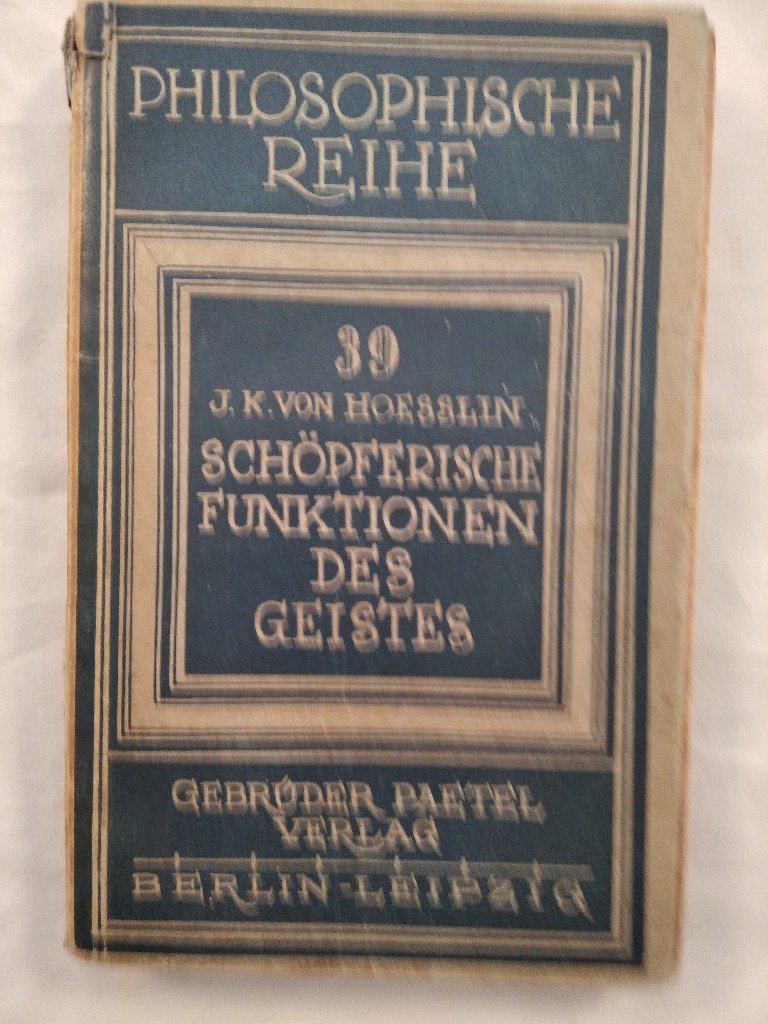 PHILOSOPHISCHE
REIHE
39
J. K. VON HOESSLIN
SCHÖPFERISCHE
FUNKTIONEN
DES
GEISTES
GEBRÜDER PAETEL
VERLAG
BERLIN-LEIPZIG